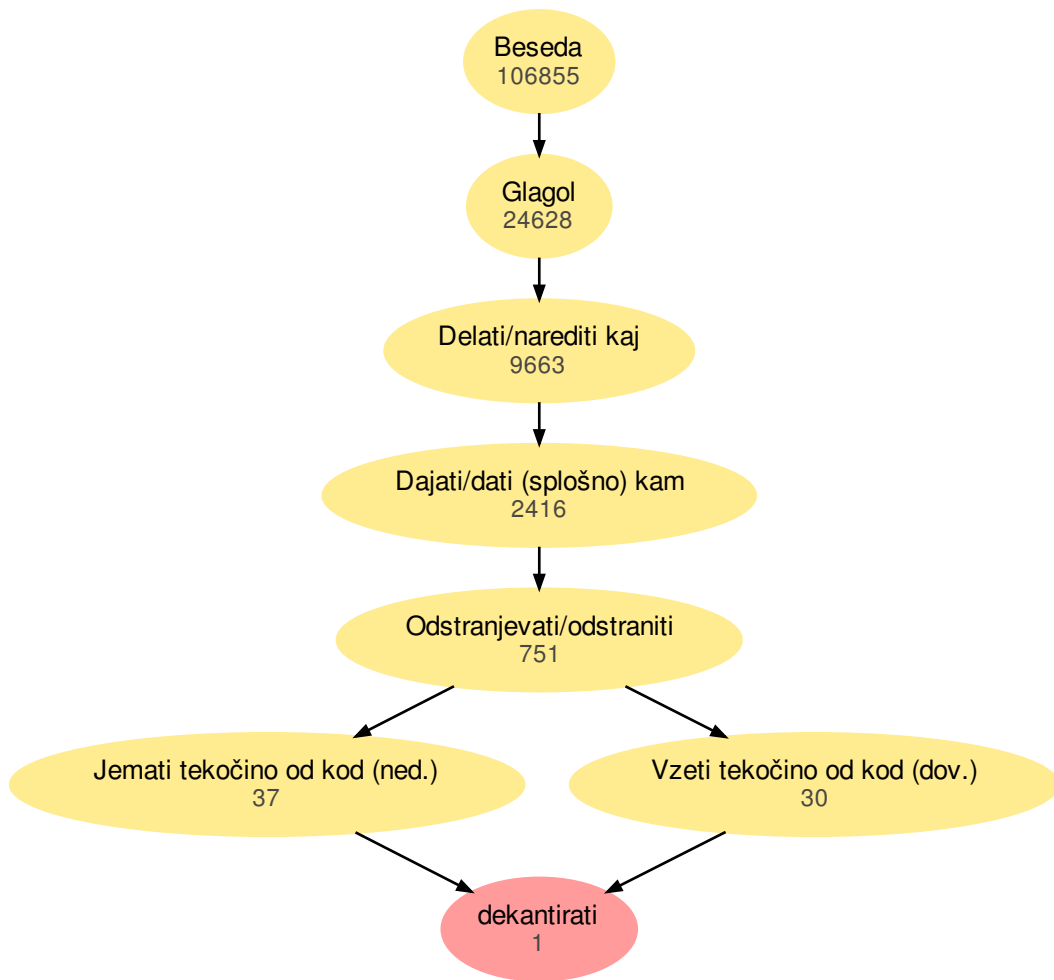 Beseda
106855
Glagol
24628
Delati/narediti kaj
9663
Dajati/dati (splošno) kam
2416
Odstranjevati/odstraniti
751
Jemati tekočino od kod (ned.)
37
Vzeti tekočino od kod (dov.)
30
dekantirati
1